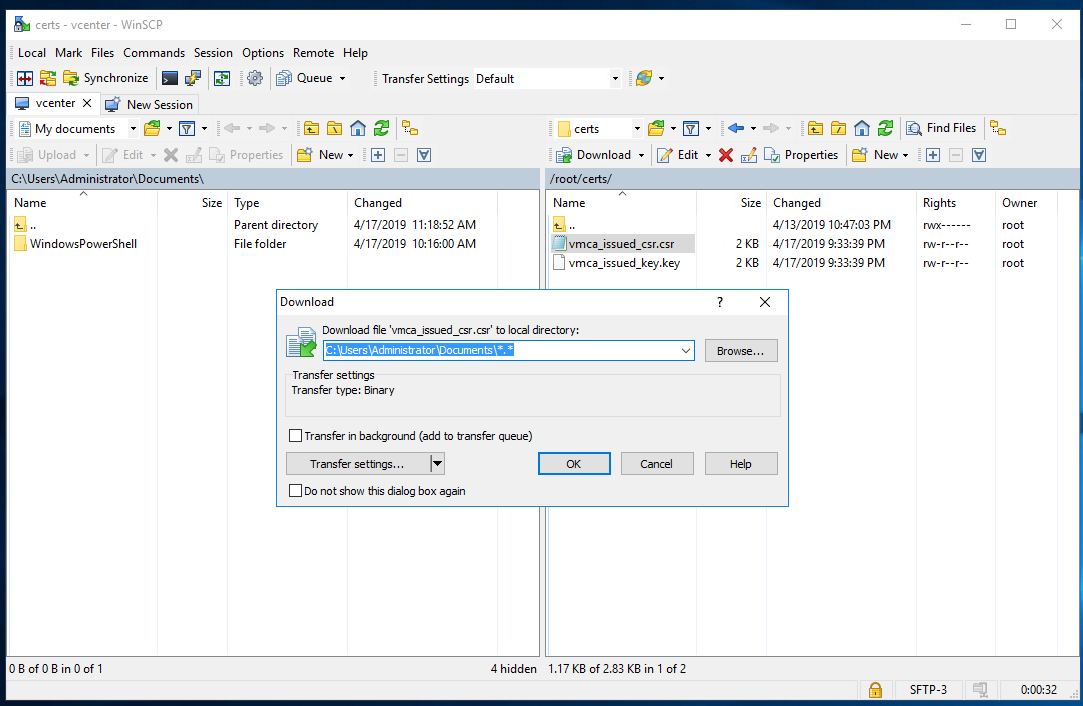 certs - vcenter - WinSCP
Local Mark Files Commands Session Options Remote Help
Synchronize Queue Transfer Settings Default
vcenter New Session
My documents
Upload Edit Properties New
C:\Users\Administrator\Documents\
Name Size Type Changed
.. Parent directory 4/17/2019 11:18:52 AM
WindowsPowerShell File folder 4/17/2019 10:16:00 AM
certs Find Files
Download Edit Properties New
/root/certs/
Name Size Changed Rights Owner
.. 4/13/2019 10:47:03 PM rwx------ root
vmca_issued_csr.csr 2 KB 4/17/2019 9:33:39 PM rw-r--r-- root
vmca_issued_key.key 2 KB 4/17/2019 9:33:39 PM rw-r--r-- root
Download ?
Download file 'vmca_issued_csr.csr' to local directory:
C:\Users\Administrator\Documents\*.*
Browse...
Transfer settings
Transfer type: Binary
Transfer in background (add to transfer queue)
Transfer settings... OK Cancel Help
Do not show this dialog box again
0 B of 0 B in 0 of 1 4 hidden 1.17 KB of 2.83 KB in 1 of 2
SFTP-3 0:00:32